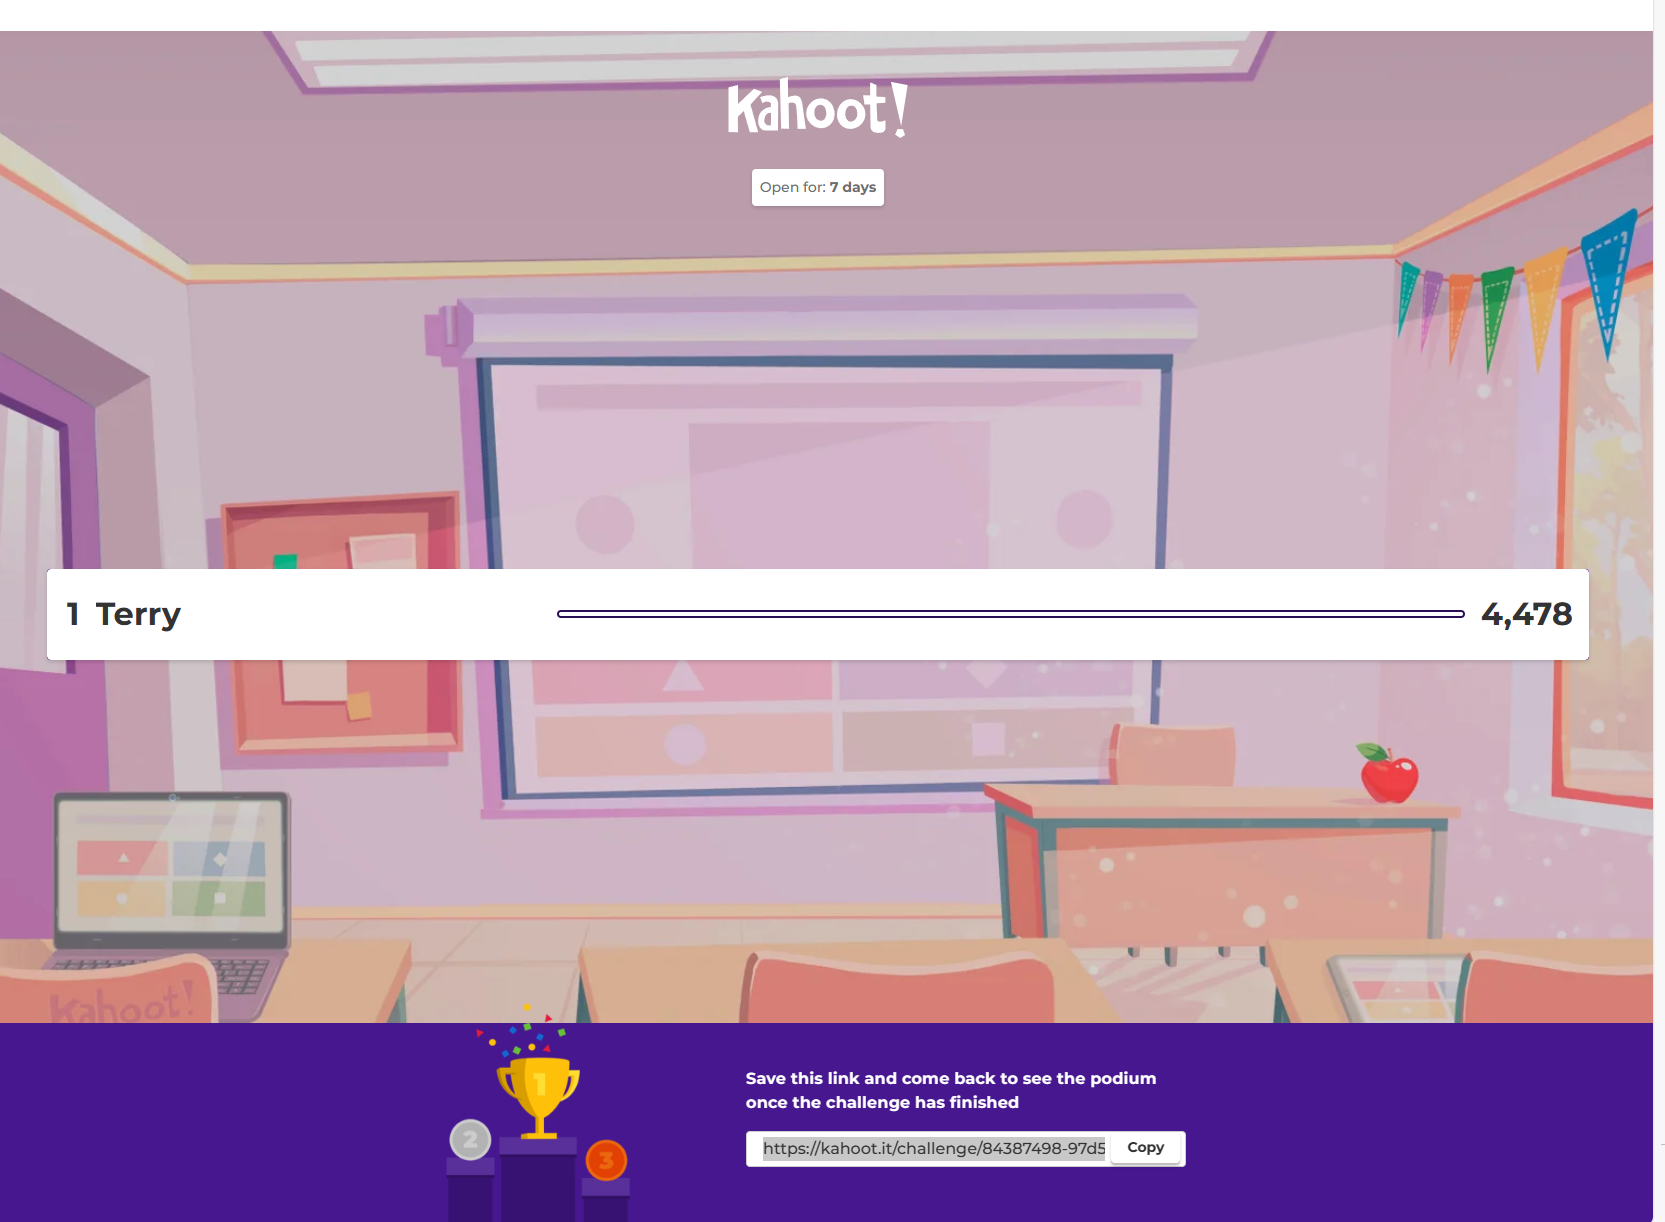 Kahoot!
Open for: 7 days
1 Terry 4,478
Kahoot!
1
2
3
Save this link and come back to see the podium
once the challenge has finished
https://kahoot.it/challenge/84387498-97d5
Copy